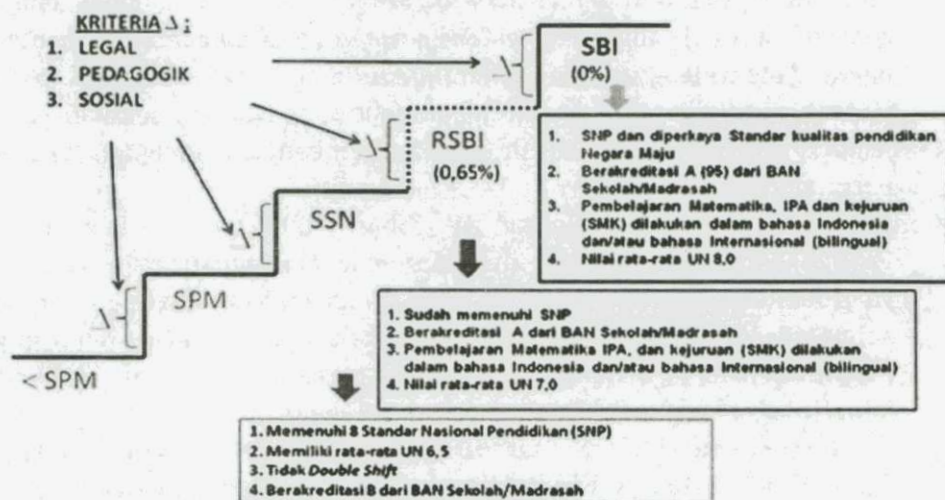 KRITERIA Δ :
1. LEGAL
2. PEDAGOGIK
3. SOSIAL
SBI
(0%)
RSBI
(0,65%)
SSN
SPM
< SPM
1. SNP dan diperkaya Standar kualitas pendidikan
Negara Maju
2. Berakreditasi A (95) dari BAN
Sekolah/Madrasah
3. Pembelajaran Matematika, IPA dan kejuruan
(SMK) dilakukan dalam bahasa Indonesia
dan/atau bahasa Internasional (bilingual)
4. Nilai rata-rata UN 8,0
1. Sudah memenuhi SNP
2. Berakreditasi A dari BAN Sekolah/Madrasah
3. Pembelajaran Matematika IPA, dan kejuruan (SMK) dilakukan
dalam bahasa Indonesia dan/atau bahasa Internasional (bilingual)
4. Nilai rata-rata UN 7,0
1. Memenuhi 8 Standar Nasional Pendidikan (SNP)
2. Memiliki rata-rata UN 6,5
3. Tidak Double Shift
4. Berakreditasi B dari BAN Sekolah/Madrasah